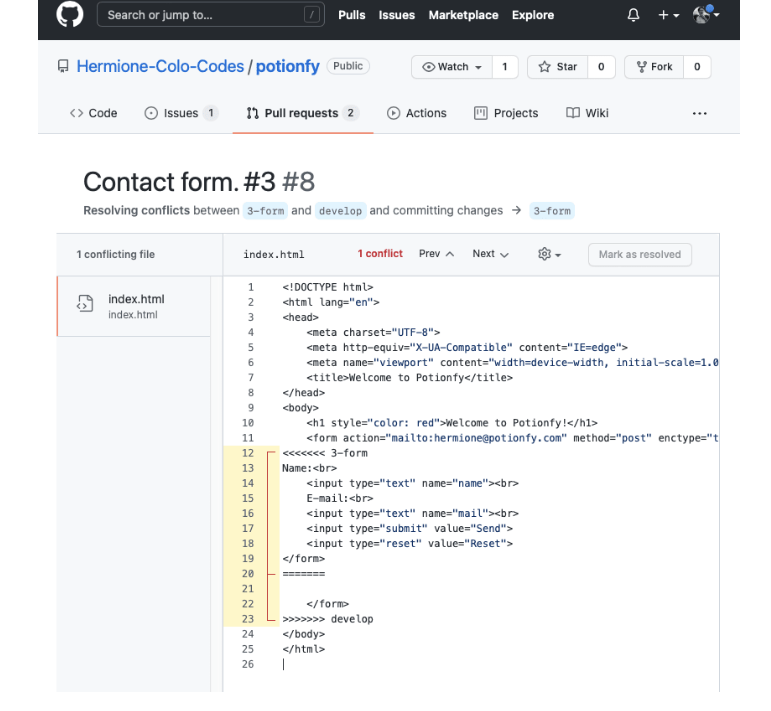 Search or jump to... / Pulls Issues Marketplace Explore
Hermione-Colo-Codes / potionfy Public Watch 1 Star 0 Fork 0
<> Code Issues 1 Pull requests 2 Actions Projects Wiki ...
Contact form. #3 #8
Resolving conflicts between 3-form and develop and committing changes → 3-form
1 conflicting file index.html 1 conflict Prev Next Mark as resolved
index.html
index.html
1 <!DOCTYPE html>
2 <html lang="en">
3 <head>
4 <meta charset="UTF-8">
5 <meta http-equiv="X-UA-Compatible" content="IE=edge">
6 <meta name="viewport" content="width=device-width, initial-scale=1.0
7 <title>Welcome to Potionfy</title>
8 </head>
9 <body>
10 <h1 style="color: red">Welcome to Potionfy!</h1>
11 <form action="mailto:hermione@potionfy.com" method="post" enctype="t
12 <<<<<<< 3-form
13 Name:<br>
14 <input type="text" name="name"><br>
15 E-mail:<br>
16 <input type="text" name="mail"><br>
17 <input type="submit" value="Send">
18 <input type="reset" value="Reset">
19 </form>
20 =======
21
22 </form>
23 >>>>>>> develop
24 </body>
25 </html>
26